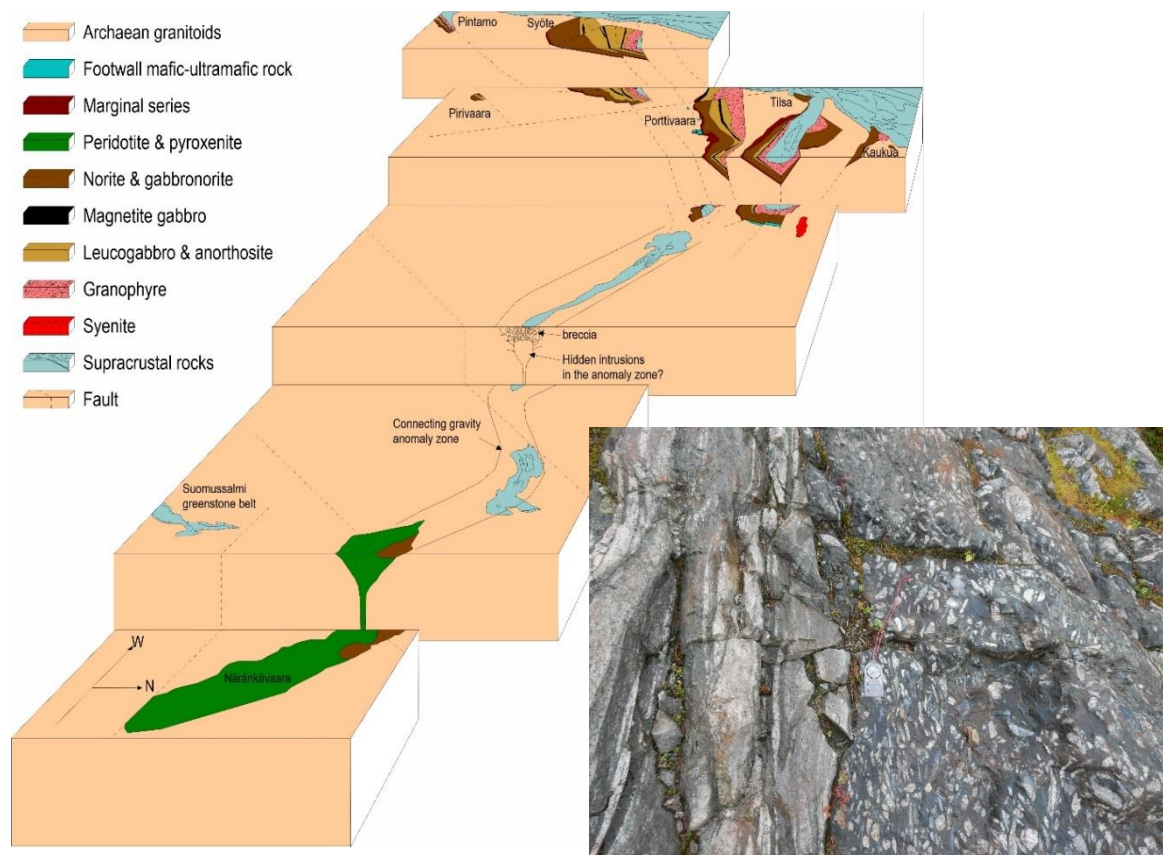 Archaean granitoids
Footwall mafic-ultramafic rock
Marginal series
Peridotite & pyroxenite
Norite & gabbronorite
Magnetite gabbro
Leucogabbro & anorthosite
Granophyre
Syenite
Supracrustal rocks
Fault
Pintamo
Syöte
Pirivaara
Porttivaara
Tilsa
Kaukua
breccia
Hidden intrusions
in the anomaly zone?
Connecting gravity
anomaly zone
Suomussalmi
greenstone belt
W
N
Näränkävaara